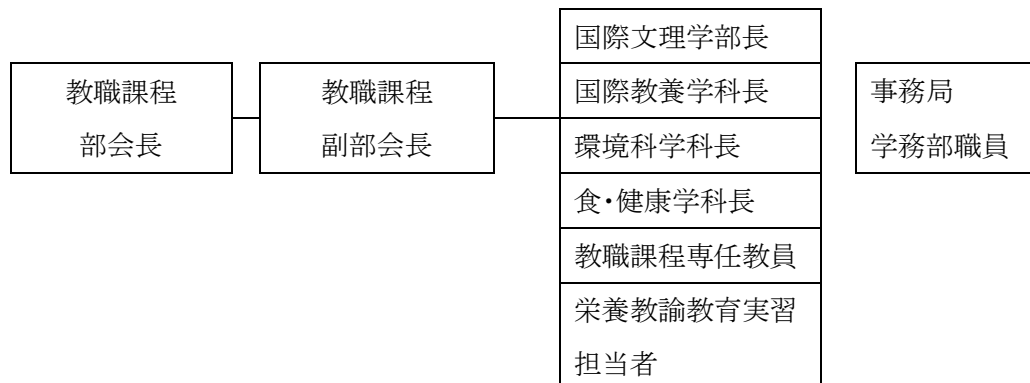 教職課程
部会長
教職課程
副部会長
国際文理学部長
国際教養学科長
環境科学科長
食・健康学科長
教職課程専任教員
栄養教諭教育実習
担当者
事務局
学務部職員